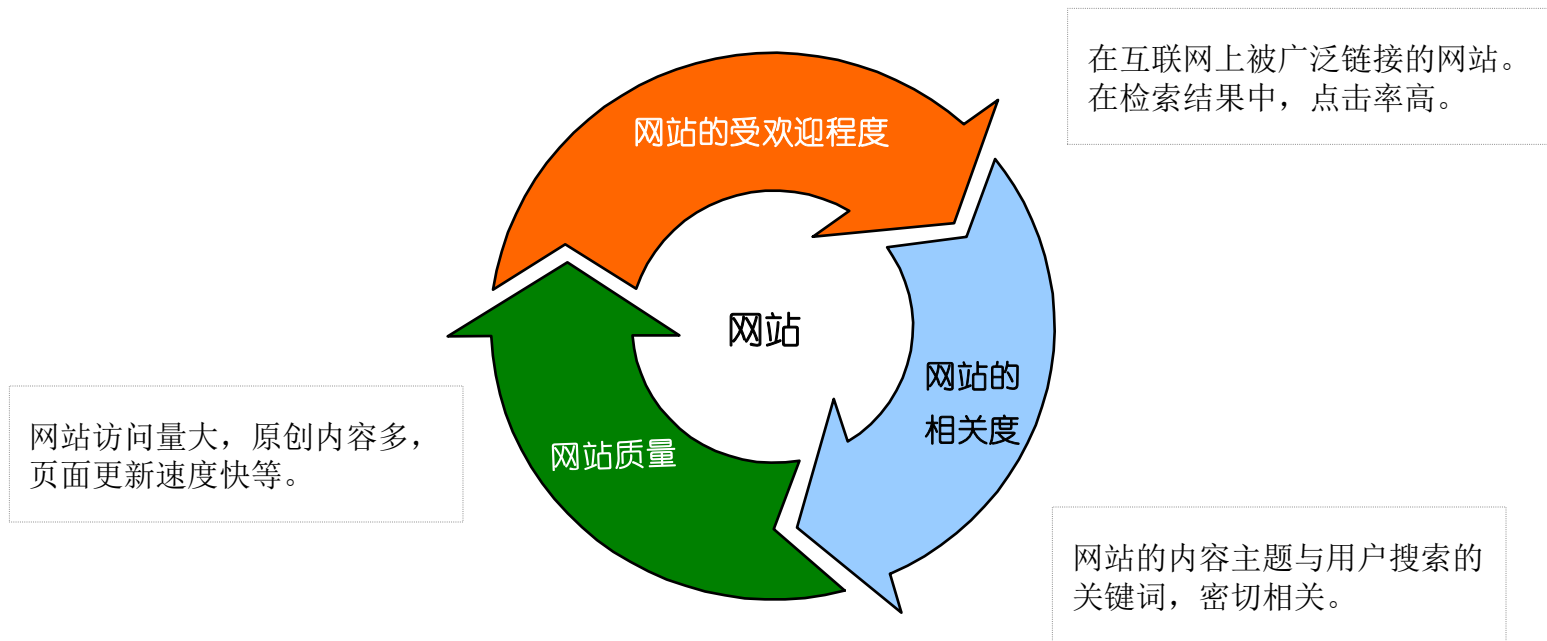 在互联网上被广泛链接的网站。
在检索结果中，点击率高。
网站的受欢迎程度
网站
网站的
相关度
网站质量
网站访问量大，原创内容多，
页面更新速度快等。
网站的内容主题与用户搜索的
关键词，密切相关。